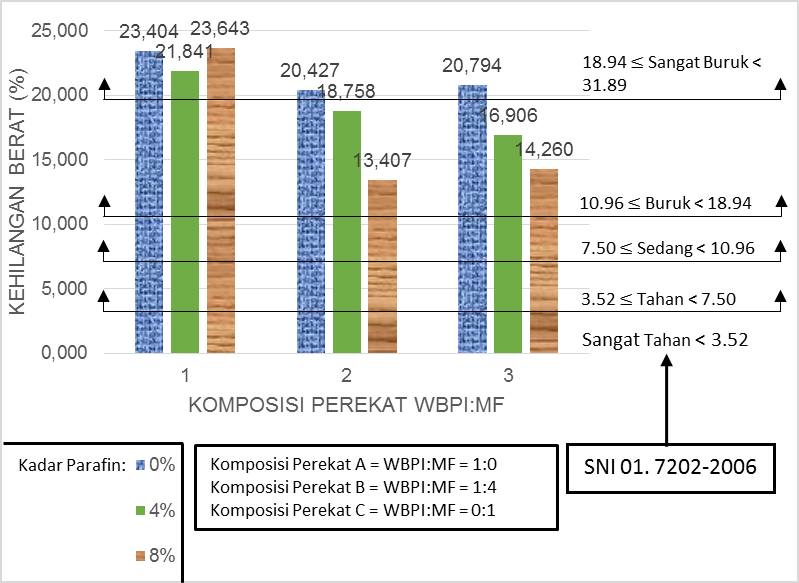 25,000
20,000
15,000
10,000
5,000
0,000
KEHILANGAN BERAT (%)
23,404
21,841
23,643
20,427
18,758
13,407
20,794
16,906
14,260
18.94 ≤ Sangat Buruk <
31.89
10.96 ≤ Buruk < 18.94
7.50 ≤ Sedang < 10.96
3.52 ≤ Tahan < 7.50
Sangat Tahan < 3.52
1
2
3
KOMPOSISI PEREKAT WBPI:MF
Kadar Parafin:
0%
4%
8%
Komposisi Perekat A = WBPI:MF = 1:0
Komposisi Perekat B = WBPI:MF = 1:4
Komposisi Perekat C = WBPI:MF = 0:1
SNI 01. 7202-2006